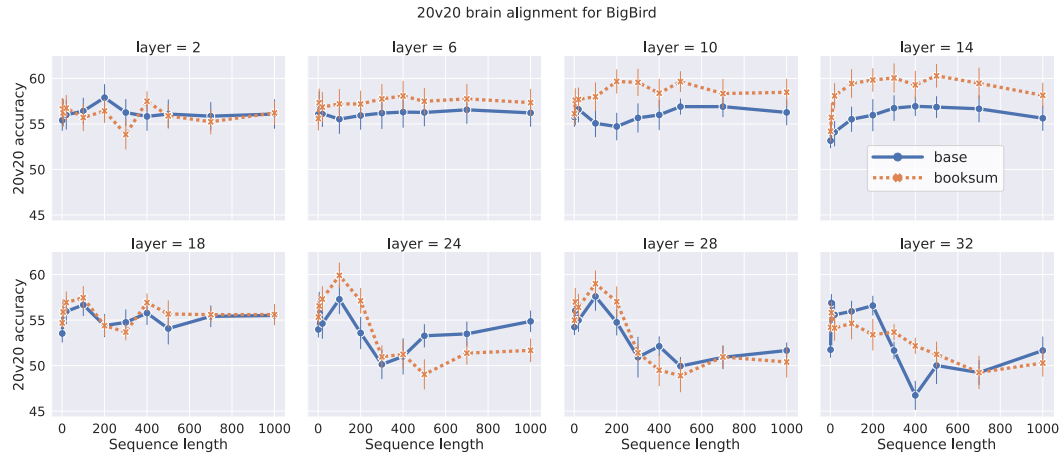 20v20 brain alignment for BigBird
layer = 2
layer = 6
layer = 10
layer = 14
20v20 accuracy
60
55
50
45
base
booksum
layer = 18
layer = 24
layer = 28
layer = 32
20v20 accuracy
60
55
50
45
0 200 400 600 800 1000
0 200 400 600 800 1000
0 200 400 600 800 1000
0 200 400 600 800 1000
Sequence length
Sequence length
Sequence length
Sequence length